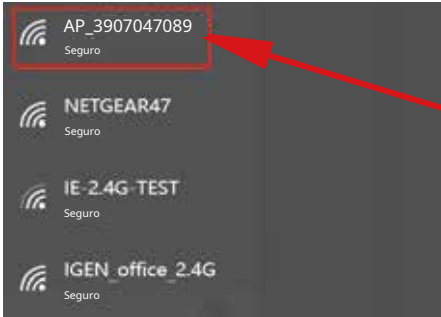 AP_3907047089
Seguro
NETGEAR47
Seguro
IE-2.4G-TEST
Seguro
IGEN_office_2.4G
Seguro